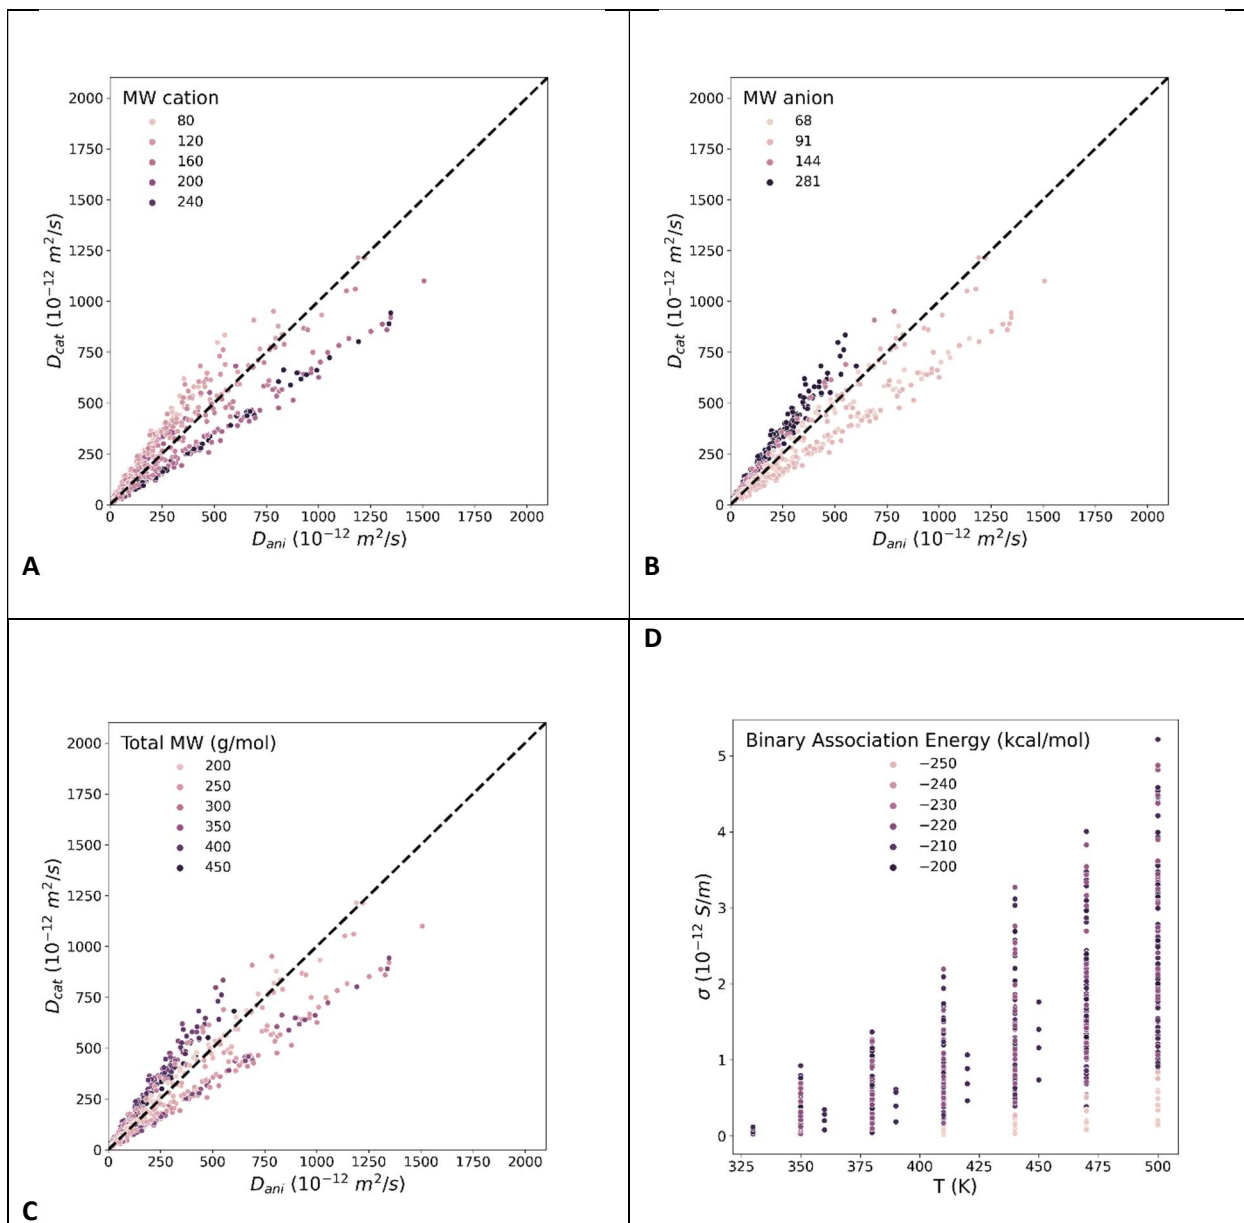 MW cation
80
120
160
200
240
2000
1750
1500
1250
1000
750
500
250
0
D_cat (10^-12 m^2/s)
0 250 500 750 1000 1250 1500 1750 2000
D_ani (10^-12 m^2/s)
A
MW anion
68
91
144
281
2000
1750
1500
1250
1000
750
500
250
0
D_cat (10^-12 m^2/s)
0 250 500 750 1000 1250 1500 1750 2000
D_ani (10^-12 m^2/s)
B
Total MW (g/mol)
200
250
300
350
400
450
2000
1750
1500
1250
1000
750
500
250
0
D_cat (10^-12 m^2/s)
0 250 500 750 1000 1250 1500 1750 2000
D_ani (10^-12 m^2/s)
C
D
Binary Association Energy (kcal/mol)
−250
−240
−230
−220
−210
−200
5
4
3
2
1
0
σ (10^-12 S/m)
325 350 375 400 425 450 475 500
T (K)